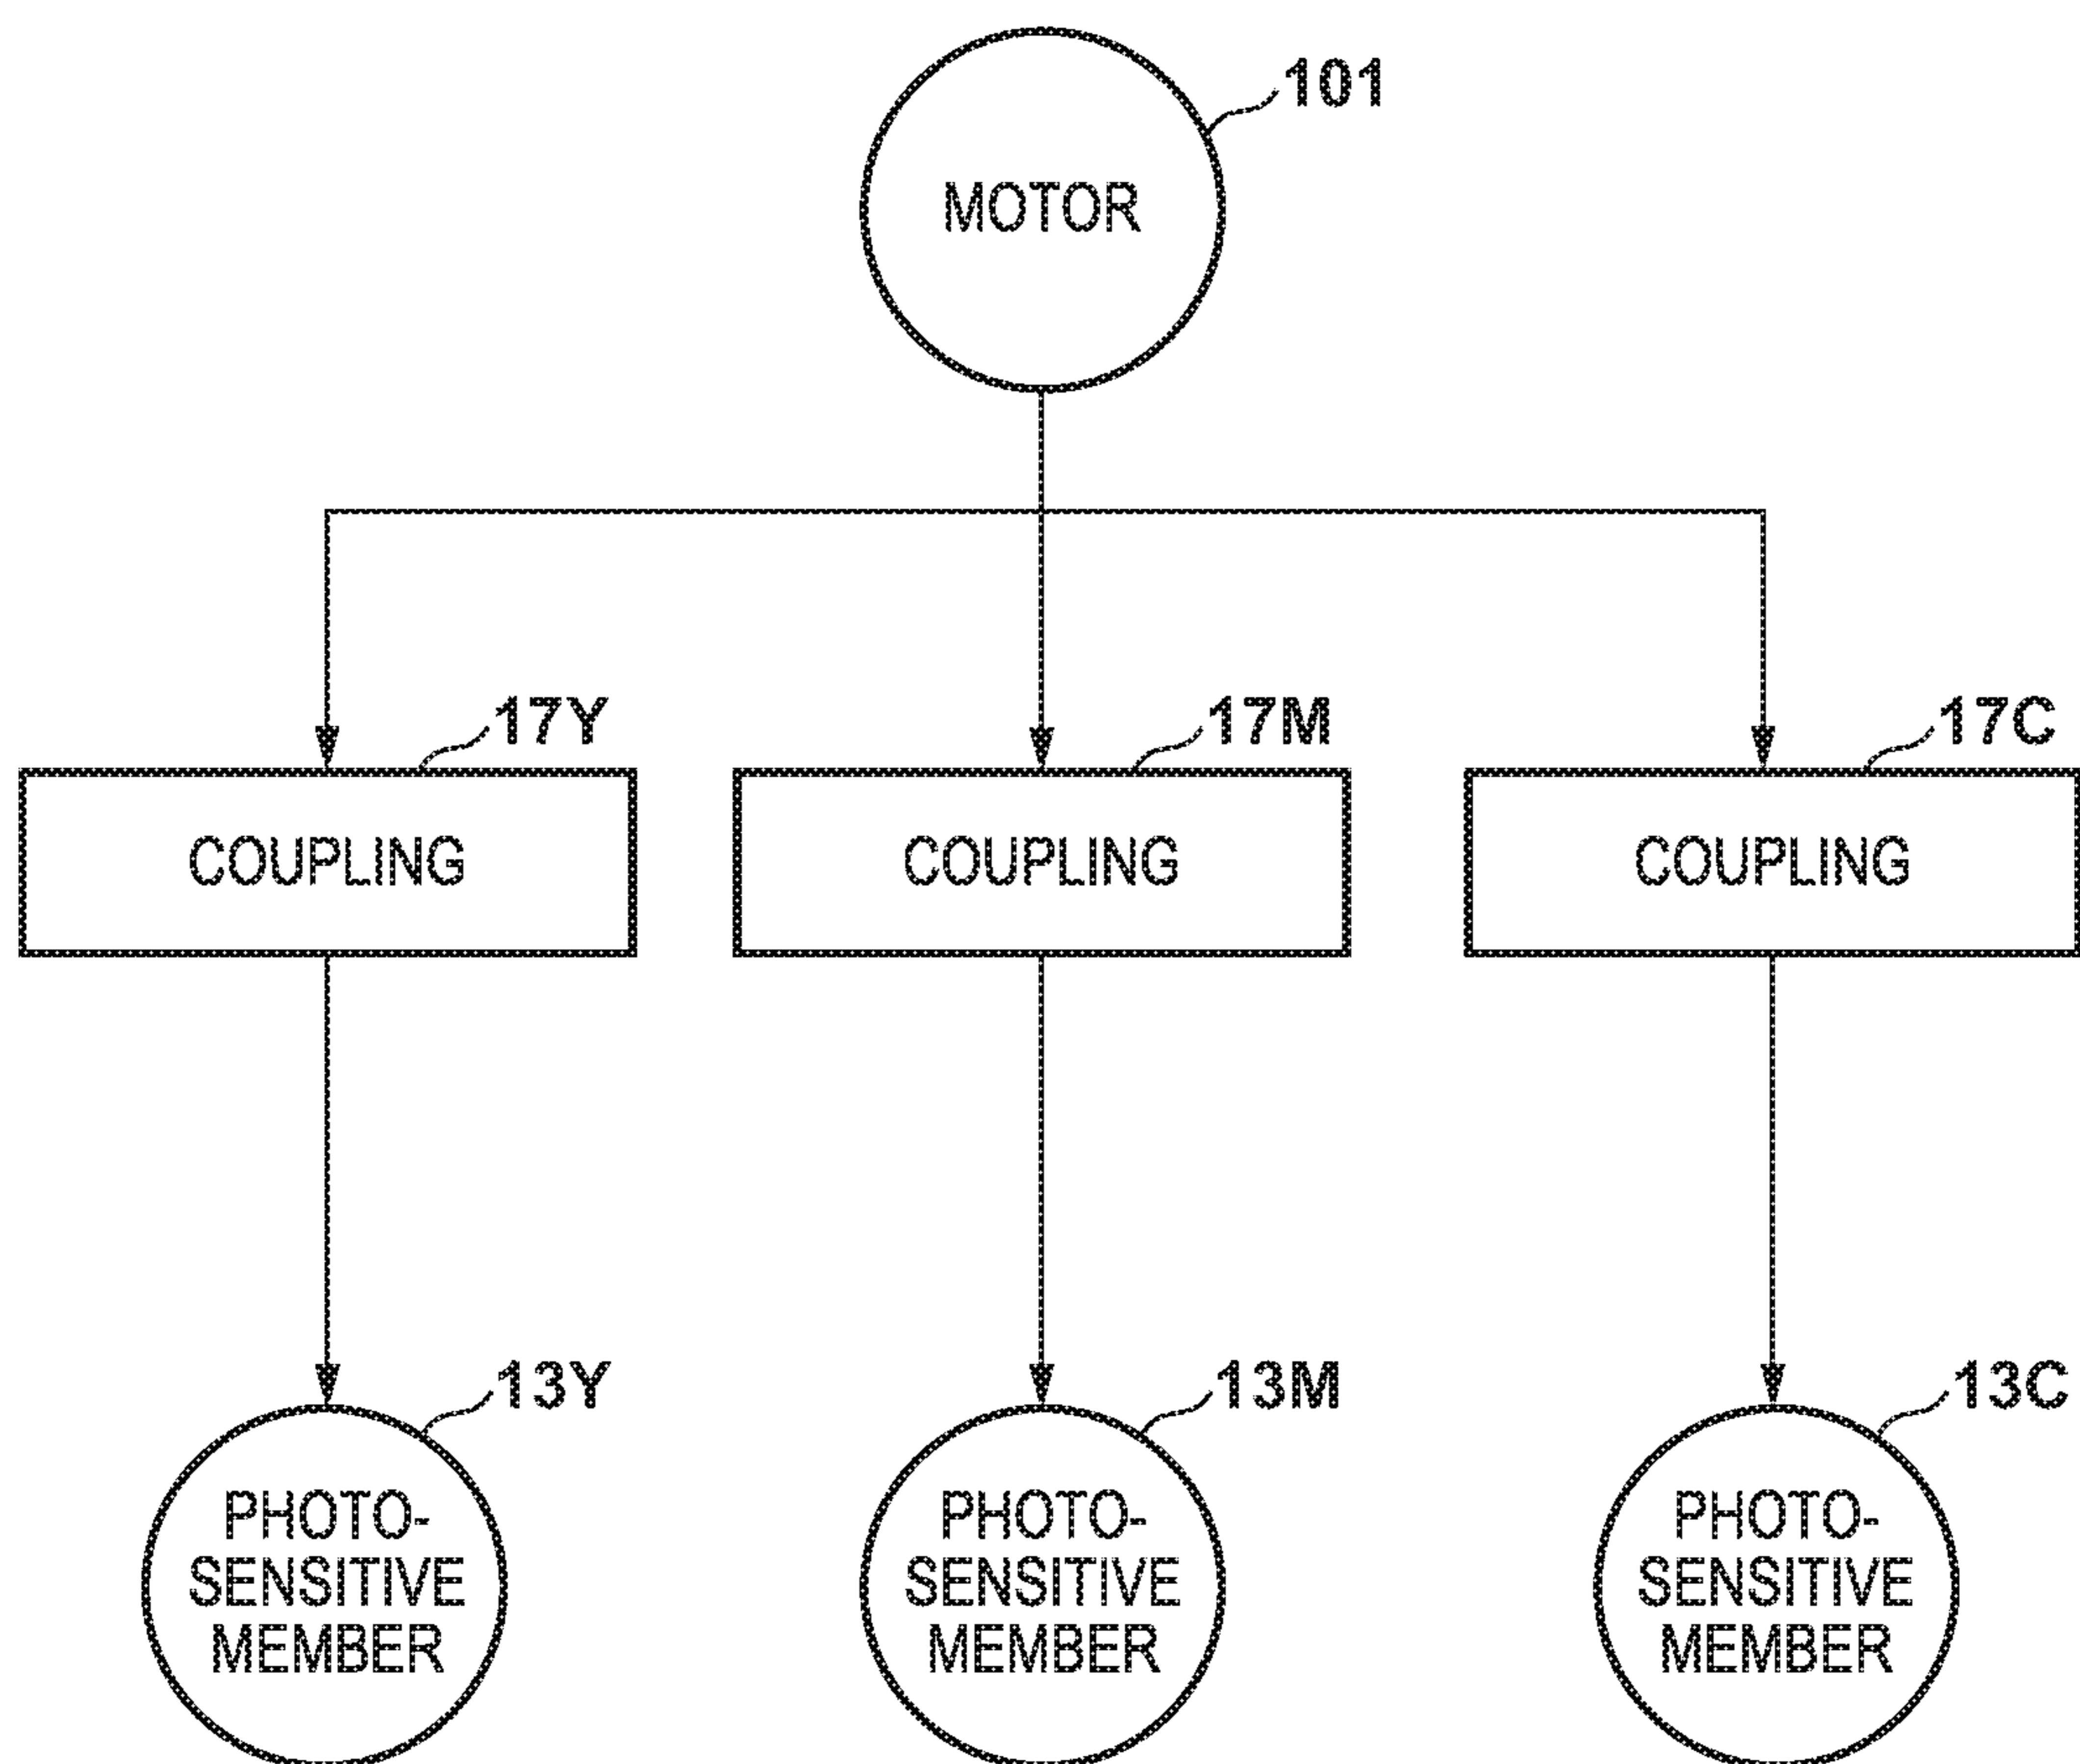 101
MOTOR
17Y
17M
17C
COUPLING
COUPLING
COUPLING
13Y
13M
13C
PHOTO-
SENSITIVE
MEMBER
PHOTO-
SENSITIVE
MEMBER
PHOTO-
SENSITIVE
MEMBER